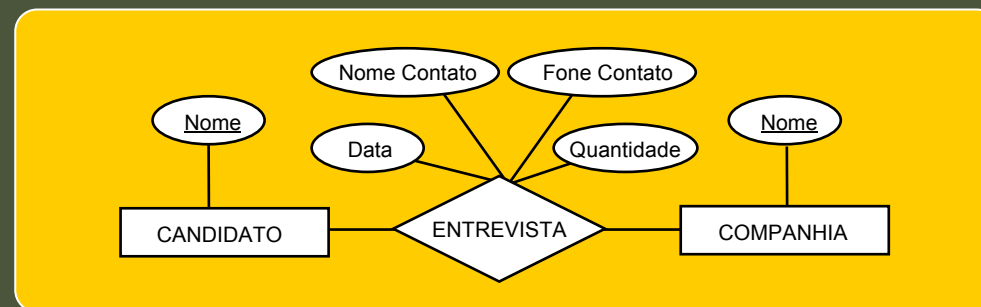 Nome Contato
Fone Contato
Nome
Nome
Data
Quantidade
CANDIDATO
ENTREVISTA
COMPANHIA